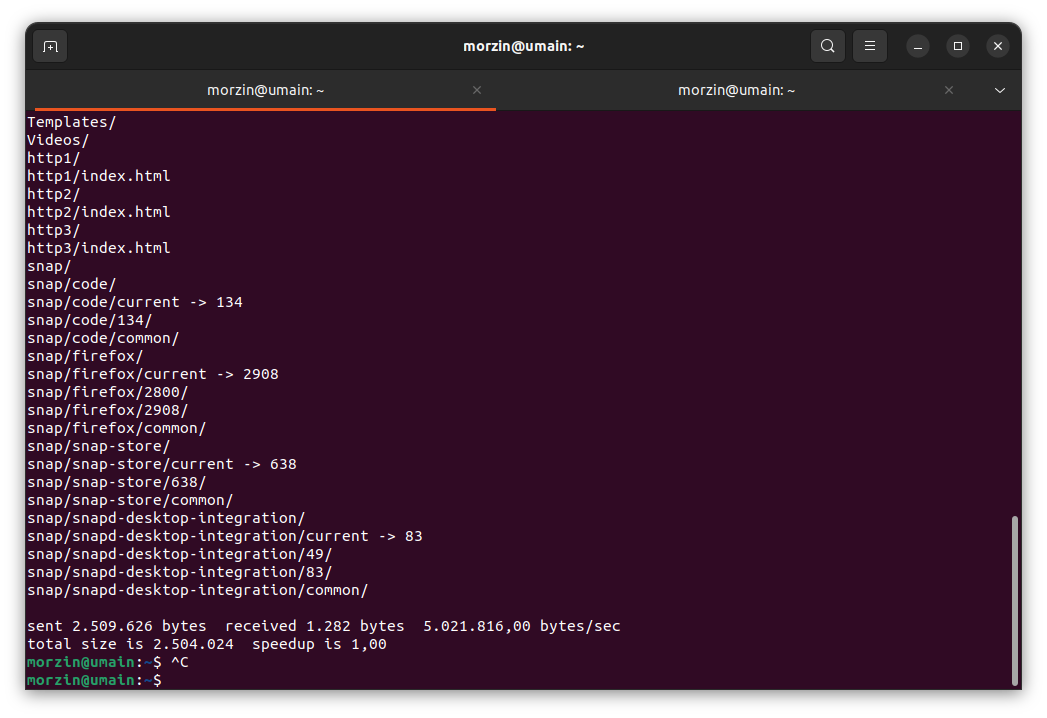 morzin@umain: ~
morzin@umain: ~
morzin@umain: ~
Templates/
Videos/
http1/
http1/index.html
http2/
http2/index.html
http3/
http3/index.html
snap/
snap/code/
snap/code/current -> 134
snap/code/134/
snap/code/common/
snap/firefox/
snap/firefox/current -> 2908
snap/firefox/2800/
snap/firefox/2908/
snap/firefox/common/
snap/snap-store/
snap/snap-store/current -> 638
snap/snap-store/638/
snap/snap-store/common/
snap/snapd-desktop-integration/
snap/snapd-desktop-integration/current -> 83
snap/snapd-desktop-integration/49/
snap/snapd-desktop-integration/83/
snap/snapd-desktop-integration/common/
sent 2.509.626 bytes  received 1.282 bytes  5.021.816,00 bytes/sec
total size is 2.504.024  speedup is 1,00
morzin@umain:~$ ^C
morzin@umain:~$